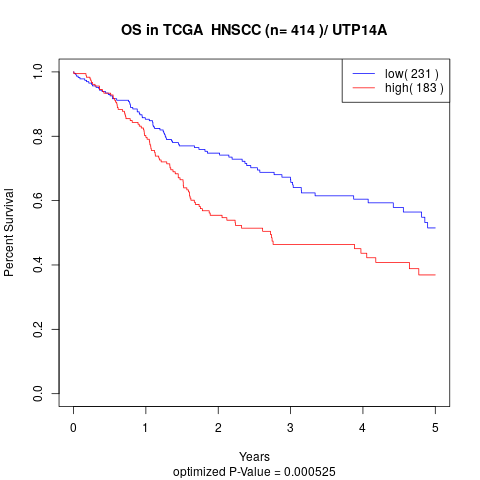 OS in TCGA  HNSCC (n= 414 )/ UTP14A
low( 231 )
high( 183 )
Percent Survival
1.0
0.8
0.6
0.4
0.2
0.0
0 1 2 3 4 5
Years
optimized P-Value = 0.000525